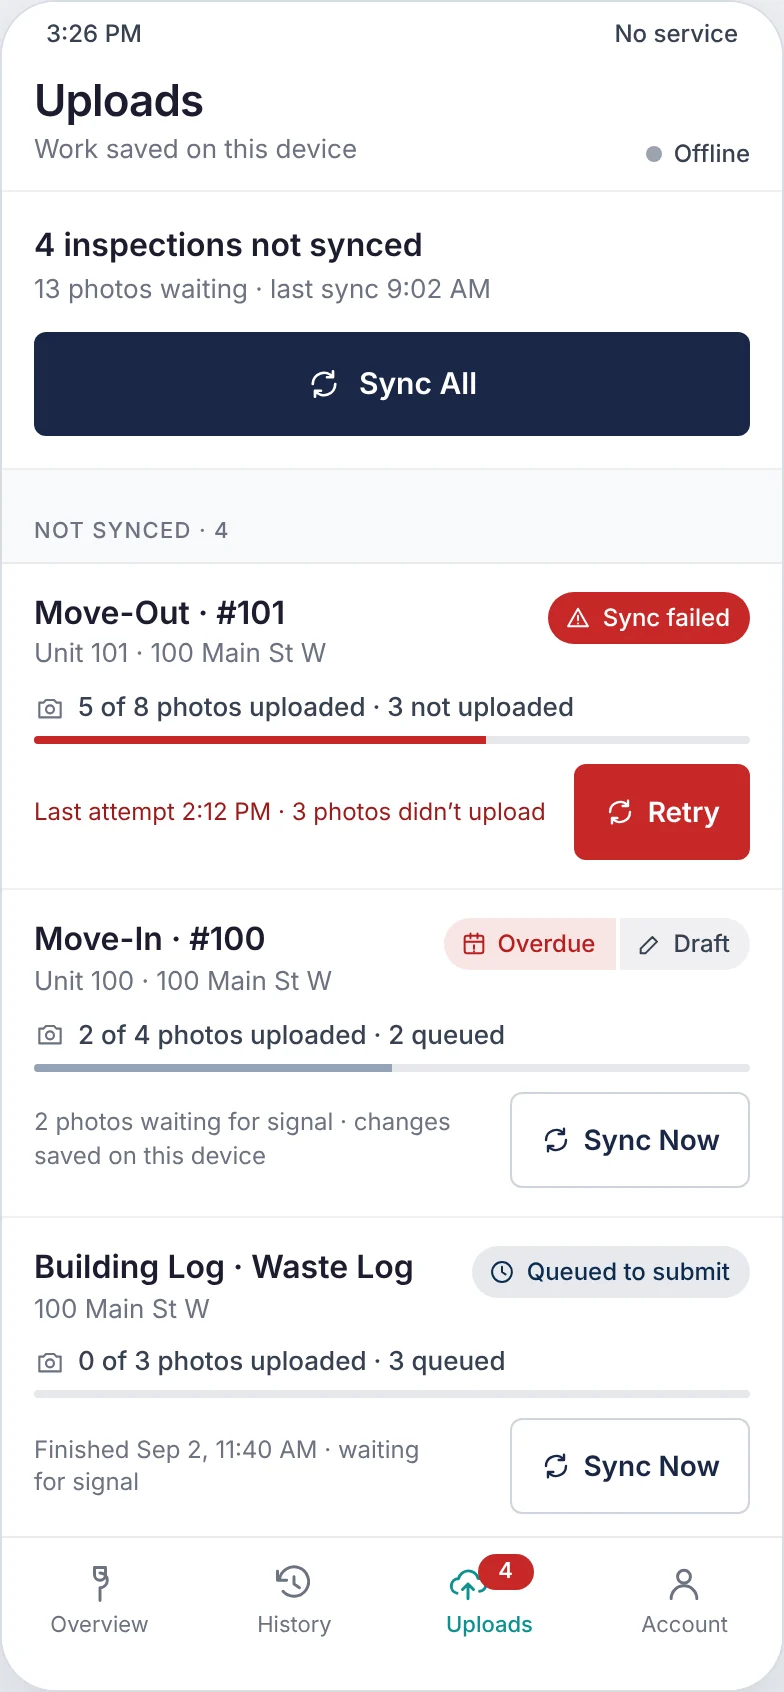 3:26 PM
No service
Uploads
Work saved on this device
Offline
4 inspections not synced
13 photos waiting · last sync 9:02 AM
Sync All
NOT SYNCED · 4
Move-Out · #101
Sync failed
Unit 101 · 100 Main St W
5 of 8 photos uploaded · 3 not uploaded
Last attempt 2:12 PM · 3 photos didn’t upload
Retry
Move-In · #100
Overdue
Draft
Unit 100 · 100 Main St W
2 of 4 photos uploaded · 2 queued
2 photos waiting for signal · changes
saved on this device
Sync Now
Building Log · Waste Log
Queued to submit
100 Main St W
0 of 3 photos uploaded · 3 queued
Finished Sep 2, 11:40 AM · waiting
for signal
Sync Now
4
Overview
History
Uploads
Account